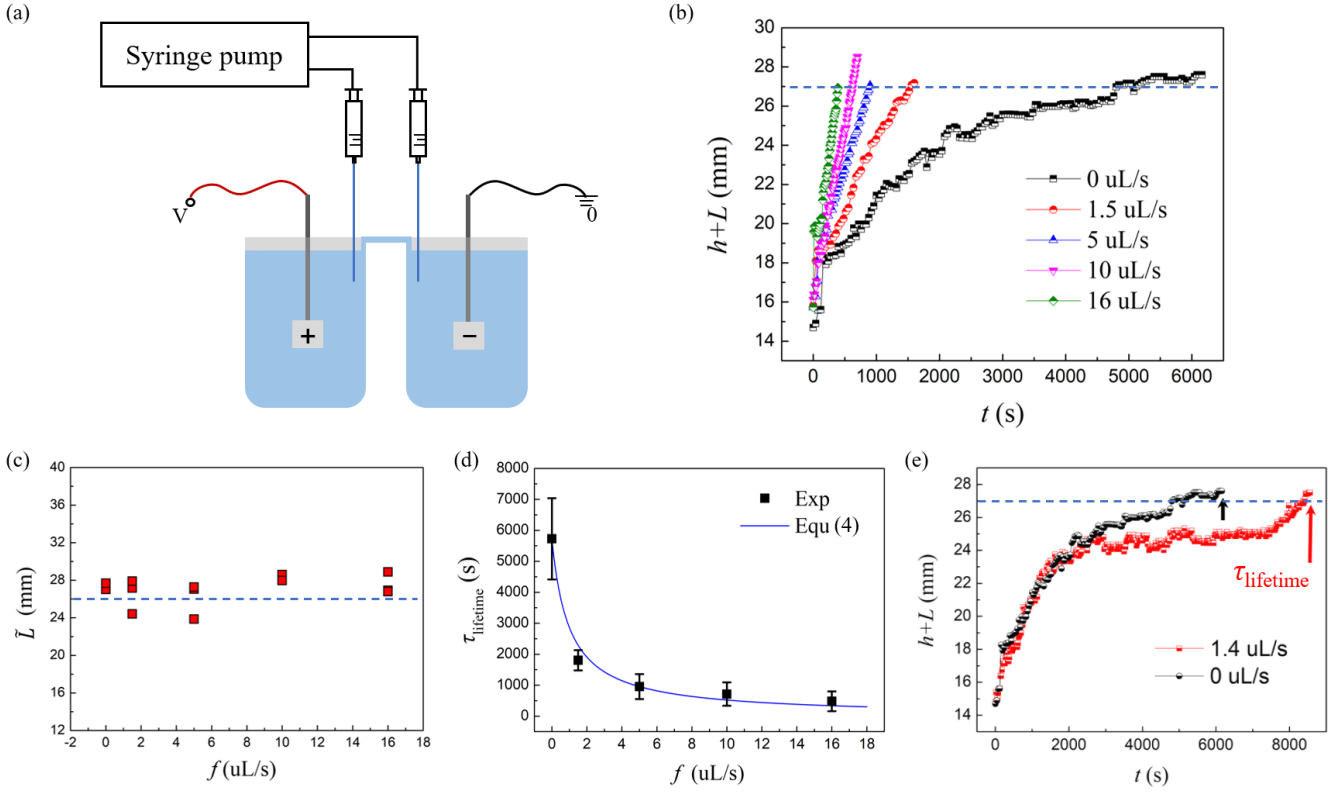 (a)
Syringe pump
V
0
+
−
(b)
h+L (mm)
28
26
24
22
20
18
16
14
0 uL/s
1.5 uL/s
5 uL/s
10 uL/s
16 uL/s
0 1000 2000 3000 4000 5000 6000
t (s)
(c)
L̃ (mm)
40
36
32
28
24
20
16
12
-2 0 2 4 6 8 10 12 14 16 18
f (uL/s)
(d)
τlifetime (s)
8000
7000
6000
5000
4000
3000
2000
1000
0
Exp
Equ (4)
0 2 4 6 8 10 12 14 16 18
f (uL/s)
(e)
h+L (mm)
28
26
24
22
20
18
16
14
τlifetime
1.4 uL/s
0 uL/s
0 2000 4000 6000 8000
t (s)